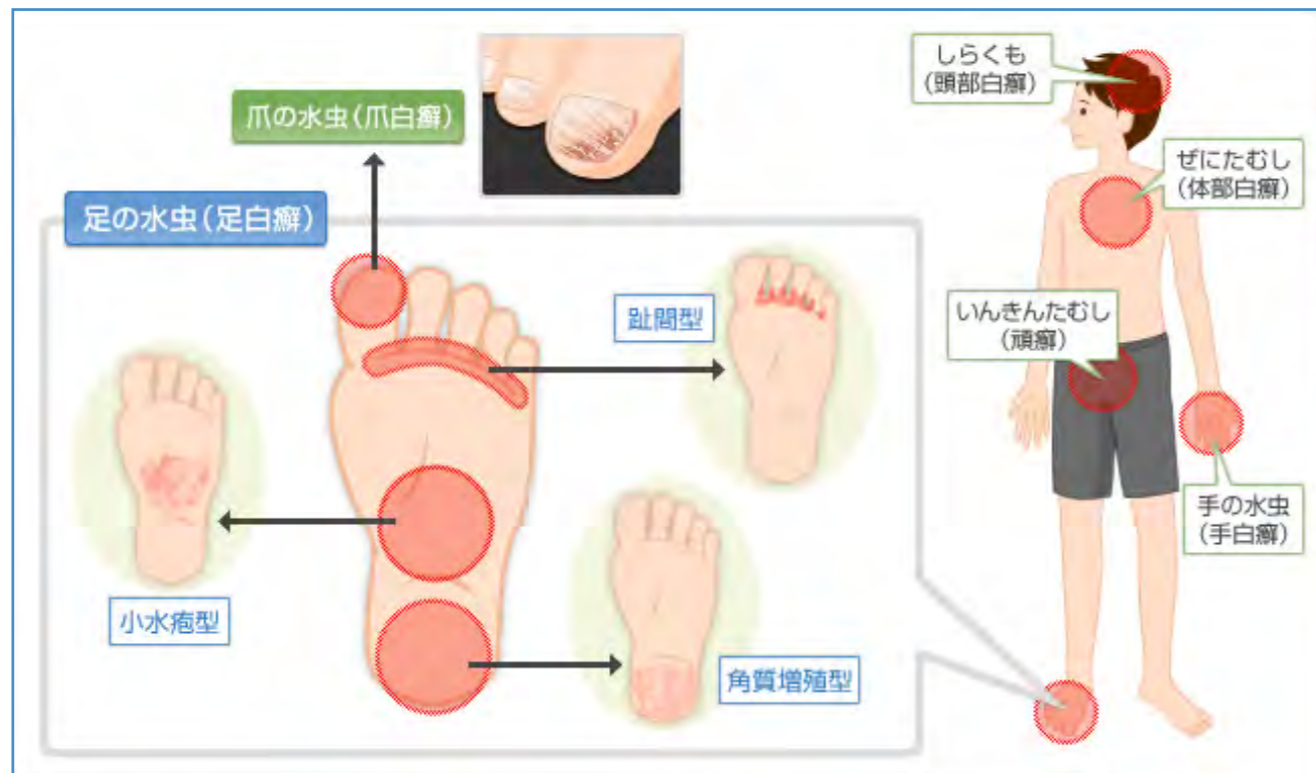 爪の水虫(爪白癬)
足の水虫(足白癬)
趾間型
小水疱型
角質増殖型
しらくも
(頭部白癬)
ぜにたむし
(体部白癬)
いんきんたむし
(頑癬)
手の水虫
(手白癬)